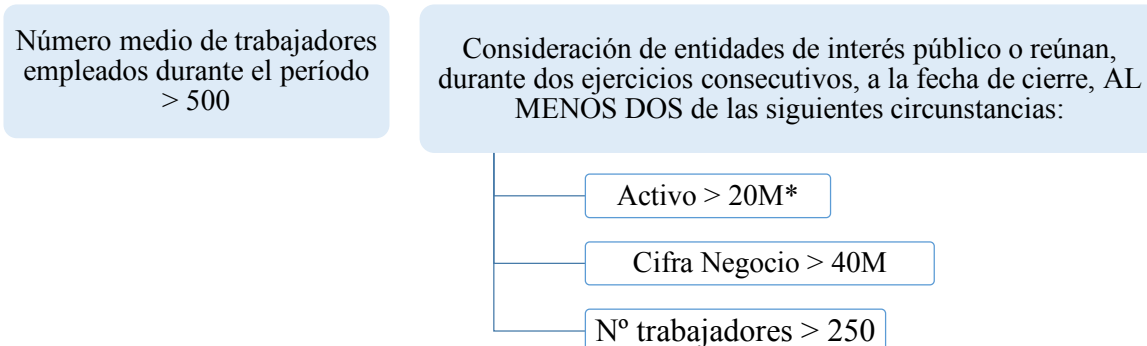 Número medio de trabajadores
empleados durante el período
> 500
Consideración de entidades de interés público o reúnan,
durante dos ejercicios consecutivos, a la fecha de cierre, AL
MENOS DOS de las siguientes circunstancias:
Activo > 20M*
Cifra Negocio > 40M
Nº trabajadores > 250